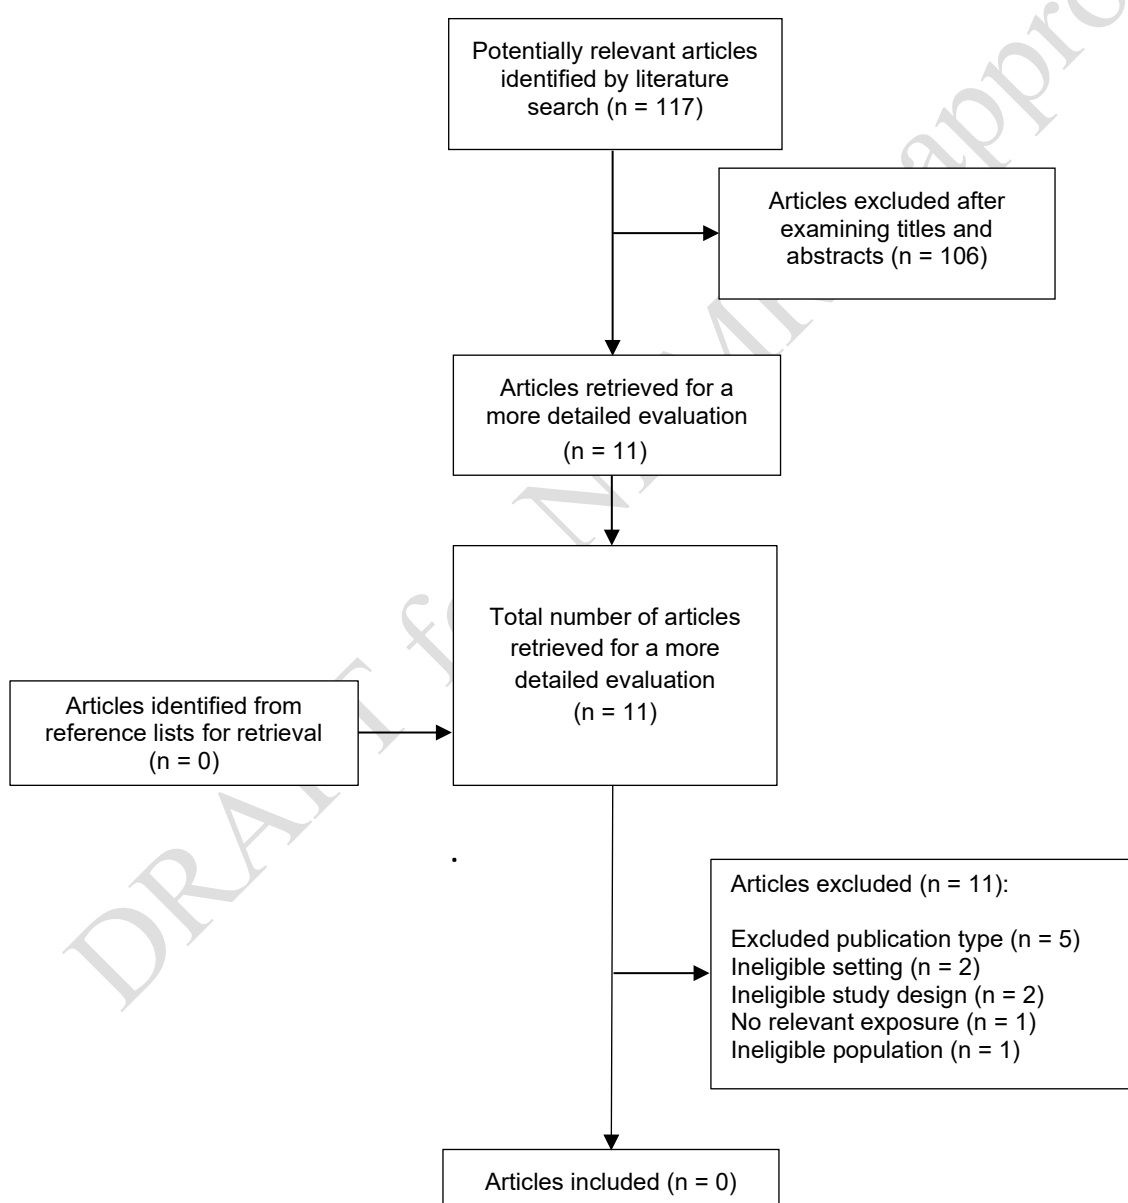 Potentially relevant articles
identified by literature
search (n = 117)
Articles excluded after
examining titles and
abstracts (n = 106)
Articles retrieved for a
more detailed evaluation
(n = 11)
Total number of articles
retrieved for a more
detailed evaluation
(n = 11)
Articles identified from
reference lists for retrieval
(n = 0)
.
Articles excluded (n = 11):
Excluded publication type (n = 5)
Ineligible setting (n = 2)
Ineligible study design (n = 2)
No relevant exposure (n = 1)
Ineligible population (n = 1)
Articles included (n = 0)
DRAFT